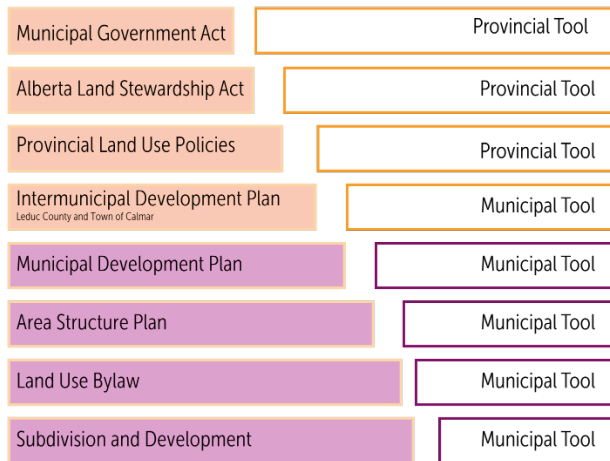 Municipal Government Act Provincial Tool
Alberta Land Stewardship Act Provincial Tool
Provincial Land Use Policies Provincial Tool
Intermunicipal Development Plan Municipal Tool
Leduc County and Town of Calmar
Municipal Development Plan Municipal Tool
Area Structure Plan Municipal Tool
Land Use Bylaw Municipal Tool
Subdivision and Development Municipal Tool